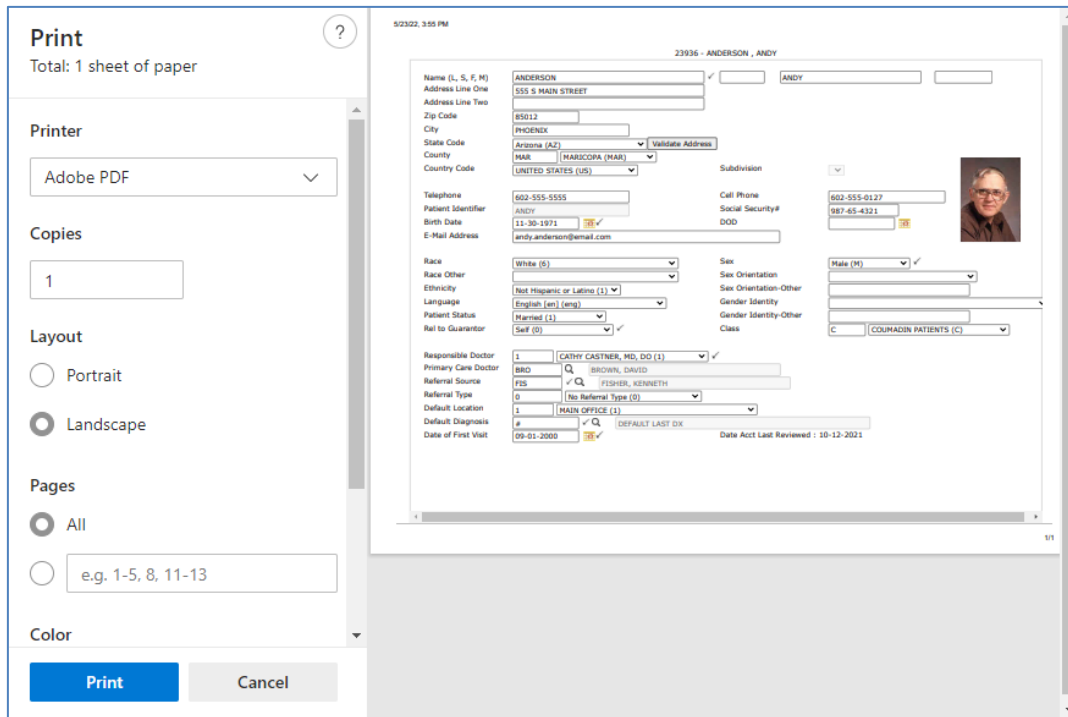 Print
?
Total: 1 sheet of paper
Printer
Adobe PDF
Copies
1
Layout
Portrait
Landscape
Pages
All
e.g. 1-5, 8, 11-13
Color
Print Cancel
5/23/22, 3:55 PM
23936 - ANDERSON , ANDY
Name (L, S, F, M) ANDERSON ANDY
Address Line One 555 S MAIN STREET
Address Line Two
Zip Code 85012
City PHOENIX
State Code Arizona (AZ) Validate Address
County MAR MARICOPA (MAR)
Country Code UNITED STATES (US) Subdivision
Telephone 602-555-5555 Cell Phone 602-555-0127
Patient Identifier ANDY Social Security# 987-65-4321
Birth Date 11-30-1971 DOD
E-Mail Address andy.anderson@email.com
Race White (6) Sex Male (M)
Race Other Sex Orientation
Ethnicity Not Hispanic or Latino (1) Sex Orientation-Other
Language English [en] (eng) Gender Identity
Patient Status Married (1) Gender Identity-Other
Rel to Guarantor Self (0) Class C COUMADIN PATIENTS (C)
Responsible Doctor 1 CATHY CASTNER, MD, DO (1)
Primary Care Doctor BRO BROWN, DAVID
Referral Source FIS FISHER, KENNETH
Referral Type 0 No Referral Type (0)
Default Location 1 MAIN OFFICE (1)
Default Diagnosis # DEFAULT LAST DX
Date of First Visit 09-01-2000 Date Acct Last Reviewed : 10-12-2021
1/1